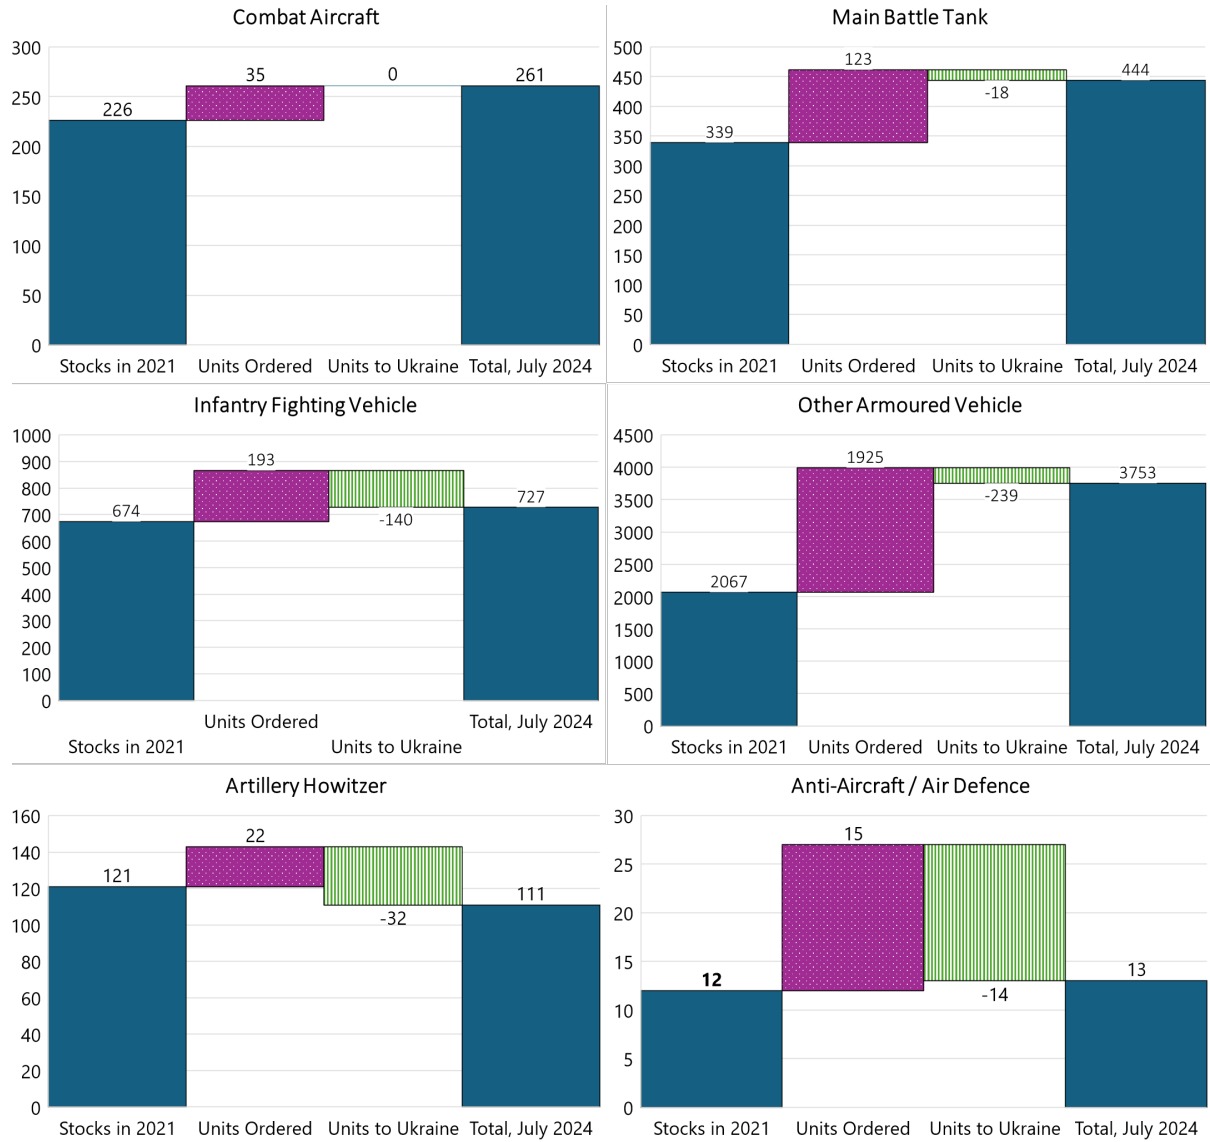 Combat Aircraft
300
250
200
150
100
50
0
226
35
0
261
Stocks in 2021
Units Ordered
Units to Ukraine
Total, July 2024
Main Battle Tank
500
450
400
350
300
250
200
150
100
50
0
339
123
-18
444
Stocks in 2021
Units Ordered
Units to Ukraine
Total, July 2024
Infantry Fighting Vehicle
1000
900
800
700
600
500
400
300
200
100
0
674
193
-140
727
Units Ordered
Total, July 2024
Stocks in 2021
Units to Ukraine
Other Armoured Vehicle
4500
4000
3500
3000
2500
2000
1500
1000
500
0
2067
1925
-239
3753
Stocks in 2021
Units Ordered
Units to Ukraine
Total, July 2024
Artillery Howitzer
160
140
120
100
80
60
40
20
0
121
22
-32
111
Stocks in 2021
Units Ordered
Units to Ukraine
Total, July 2024
Anti-Aircraft / Air Defence
30
25
20
15
10
5
0
12
15
-14
13
Stocks in 2021
Units Ordered
Units to Ukraine
Total, July 2024